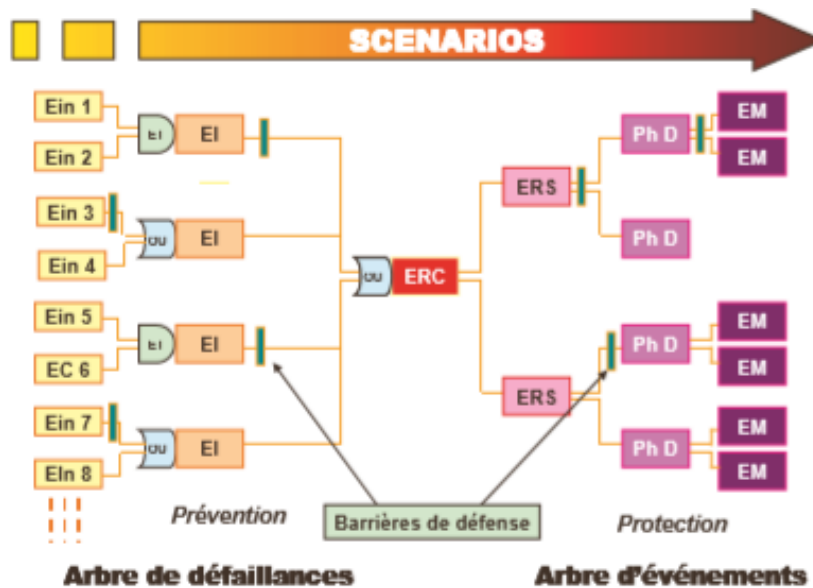 SCENARIOS
Ein 1
Ein 2
ET
EI
Ein 3
Ein 4
OU
EI
Ein 5
EC 6
ET
EI
Ein 7
EIn 8
OU
EI
OU
ERC
ERS
ERS
Ph D
Ph D
Ph D
Ph D
EM
EM
EM
EM
EM
EM
Prévention
Barrières de défense
Protection
Arbre de défaillances
Arbre d'événements